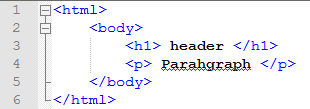 1 <html>
2 <body>
3 <h1> header </h1>
4 <p> Parahgraph </p>
5 </body>
6 </html>